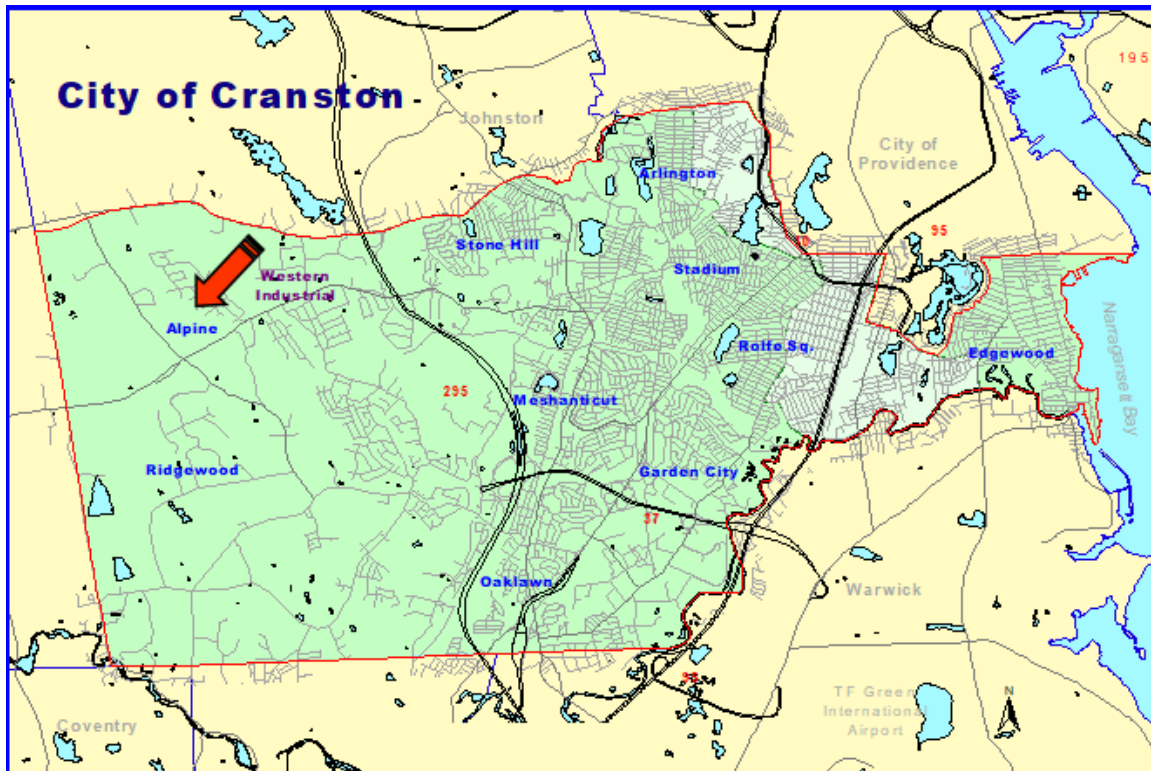 195
City of Cranston
Johnston
City of
Providence
Arlington
95
10
Stone Hill
Stadium
Western
Industrial
Alpine
Rolfe Sq.
Edgewood
Narragansett Bay
295
Meshanticut
Ridgewood
Garden City
37
Oaklawn
Warwick
95
TF Green
International
Airport
N
Coventry